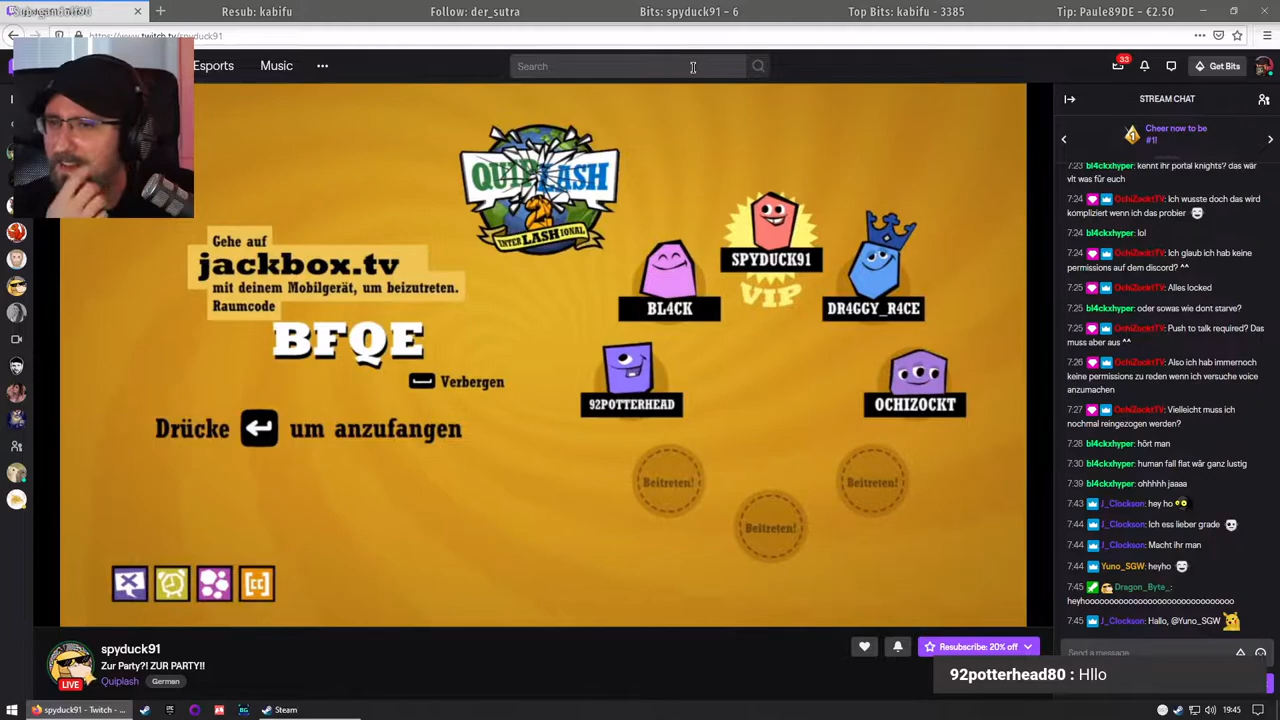 Resub: kabifu
Follow: der_sutra
Bits: spyduck91 - 6
Top Bits: kabifu - 3385
Tip: Paule89DE - €2.50
https://www.twitch.tv/spyduck91
Esports
Music
Search
33
Get Bits
STREAM CHAT
Cheer now to be
#1!
QUIPLASH
2
INTERLASHIONAL
Gehe auf
jackbox.tv
mit deinem Mobilgerät, um beizutreten.
Raumcode
BFQE
Verbergen
Drücke
um anzufangen
SPYDUCK91
VIP
BL4CK
DR4GGY_R4CE
92POTTERHEAD
OCHIZOCKT
Beitreten!
Beitreten!
Beitreten!
[CC]
7:23 bl4ckxhyper: kennt ihr portal knights? das wär
vlt was für euch
7:24 OchiZocktTV: Ich wusste doch das wird
kompliziert wenn ich das probier
7:24 bl4ckxhyper: lol
7:24 OchiZocktTV: Ich glaub ich hab keine
permissions auf dem discord? ^^
7:25 OchiZocktTV: Alles locked
7:25 bl4ckxhyper: oder sowas wie dont starve?
7:25 OchiZocktTV: Push to talk required? Da
muss aber aus ^^
7:26 OchiZocktTV: Also ich hab immernoch
keine permissions zu reden wenn ich versuche voice
anzumachen
7:27 OchiZocktTV: Vielleicht muss ich
nochmal reingezogen werden?
7:28 bl4ckxhyper: hört man
7:30 bl4ckxhyper: human fall flat wär ganz lustig
7:39 bl4ckxhyper: ohhhhh jaaaa
7:43 J_Clockson: hey ho
7:44 J_Clockson: Ich ess lieber grade
7:44 J_Clockson: Macht ihr man
7:44 Yuno_SGW: heyho
7:45 Dragon_Byte_:
heyhooooooooooooooooooooooooooooo
7:45 J_Clockson: Hallo, @Yuno_SGW
Send a message
spyduck91
Zur Party?! ZUR PARTY!!
Quiplash
German
LIVE
Resubscribe: 20% off
92potterhead80 : Hllo
spyduck91 - Twitch - ...
Steam
19:45